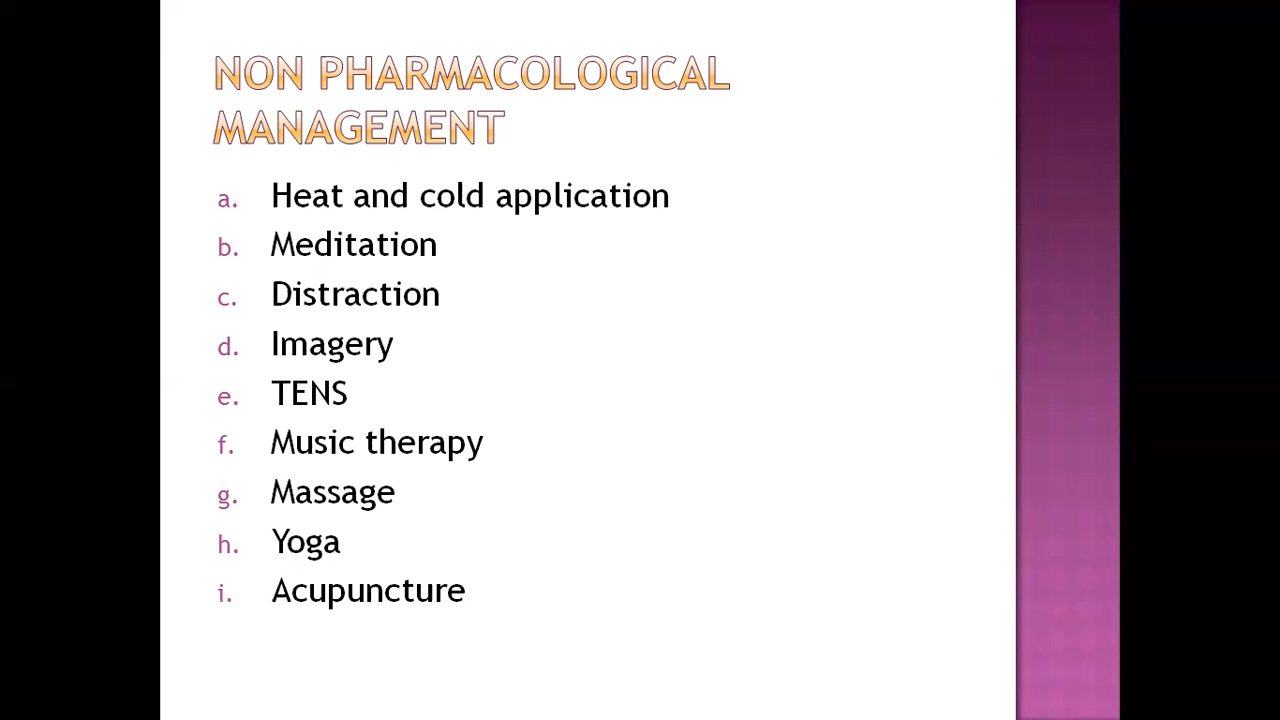 NON PHARMACOLOGICAL
MANAGEMENT
a. Heat and cold application
b. Meditation
c. Distraction
d. Imagery
e. TENS
f. Music therapy
g. Massage
h. Yoga
i. Acupuncture